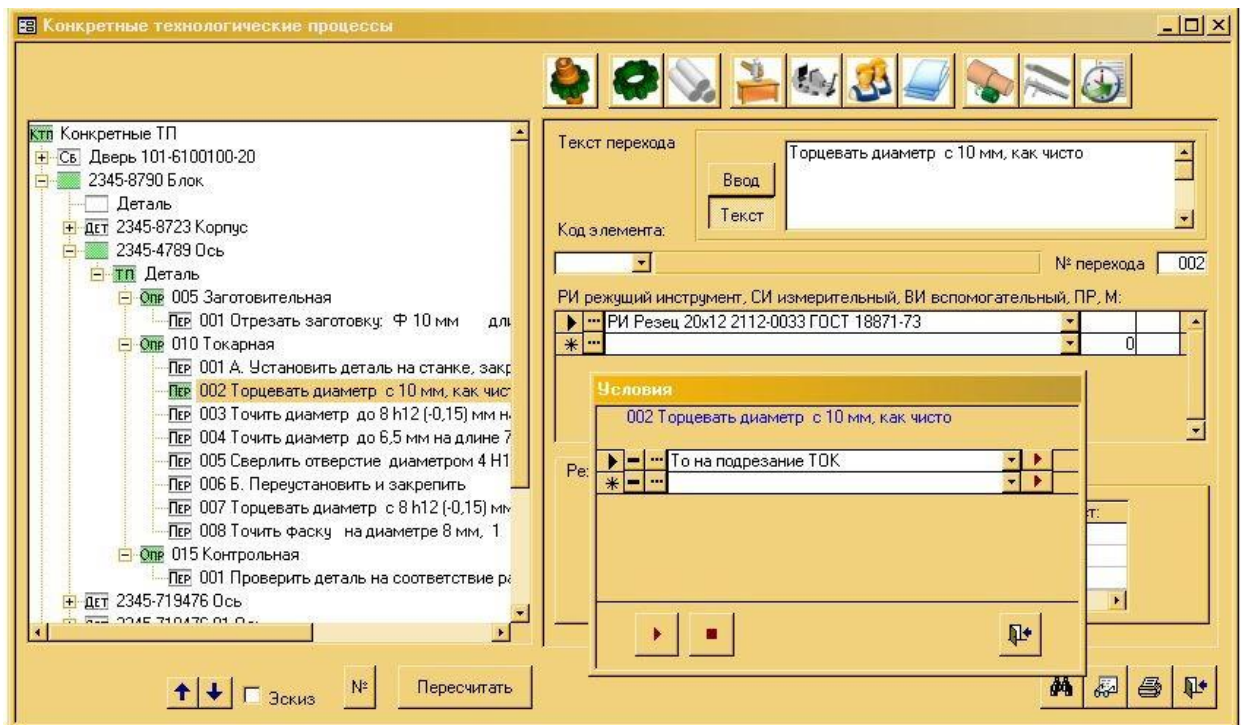 Конкретные технологические процессы
Ктп Конкретные ТП
Сб Дверь 101-6100100-20
2345-8790 Блок
Деталь
Дет 2345-8723 Корпус
2345-4789 Ось
ТП Деталь
Опр 005 Заготовительная
Пер 001 Отрезать заготовку: Ф 10 мм дл
Опр 010 Токарная
Пер 001 А. Установить деталь на станке, закр
Пер 002 Торцевать диаметр с 10 мм, как чис
Пер 003 Точить диаметр до 8 h12 (-0,15) мм н
Пер 004 Точить диаметр до 6,5 мм на длине 7
Пер 005 Сверлить отверстие диаметром 4 Н1
Пер 006 Б. Переустановить и закрепить
Пер 007 Торцевать диаметр с 8 h12 (-0,15) мм
Пер 008 Точить фаску на диаметре 8 мм, 1
Опр 015 Контрольная
Пер 001 Проверить деталь на соответствие ра
Дет 2345-719476 Ось
Эскиз
№
Пересчитать
Текст перехода
Ввод
Текст
Торцевать диаметр с 10 мм, как чисто
Код элемента:
№ перехода 002
РИ режущий инструмент, СИ измерительный, ВИ вспомогательный, ПР, М:
РИ Резец 20х12 2112-0033 ГОСТ 18871-73
0
Ре
Условия
002 Торцевать диаметр с 10 мм, как чисто
То на подрезание ТОК